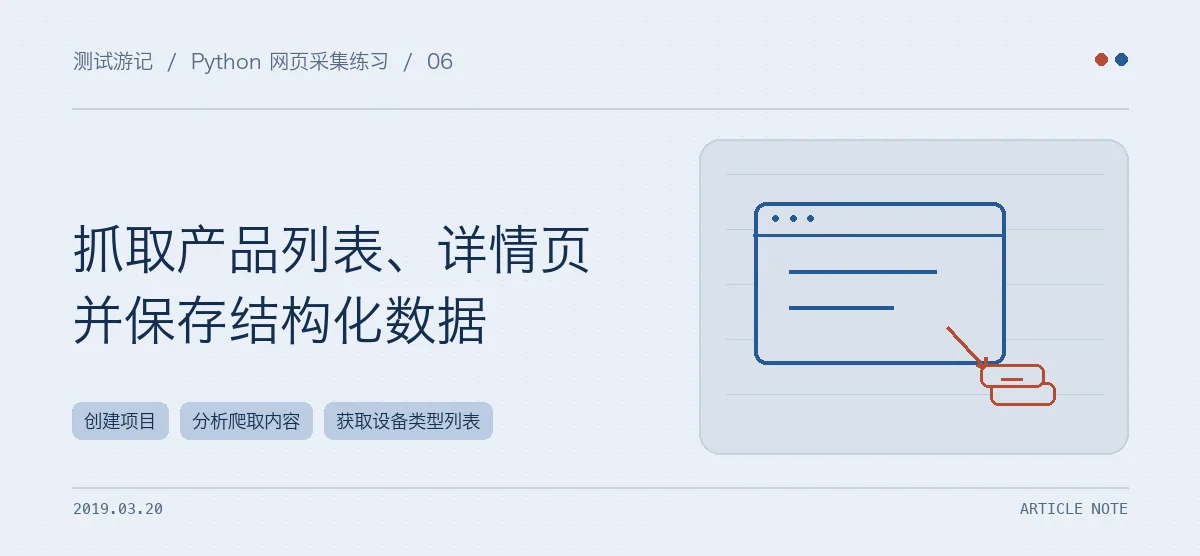 测试游记 / Python 网页采集练习 / 06
抓取产品列表、详情页
并保存结构化数据
创建项目 分析爬取内容 获取设备类型列表
2019.03.20 ARTICLE NOTE